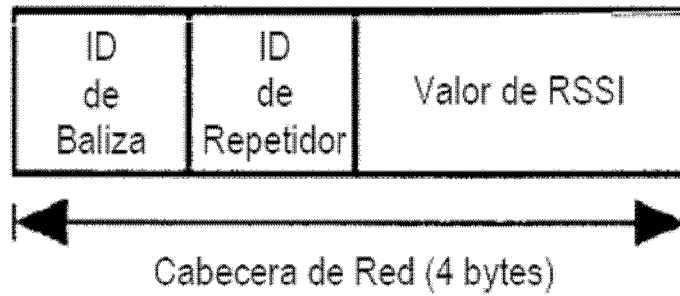 ID
de
Baliza
ID
de
Repetidor
Valor de RSSI
Cabecera de Red (4 bytes)